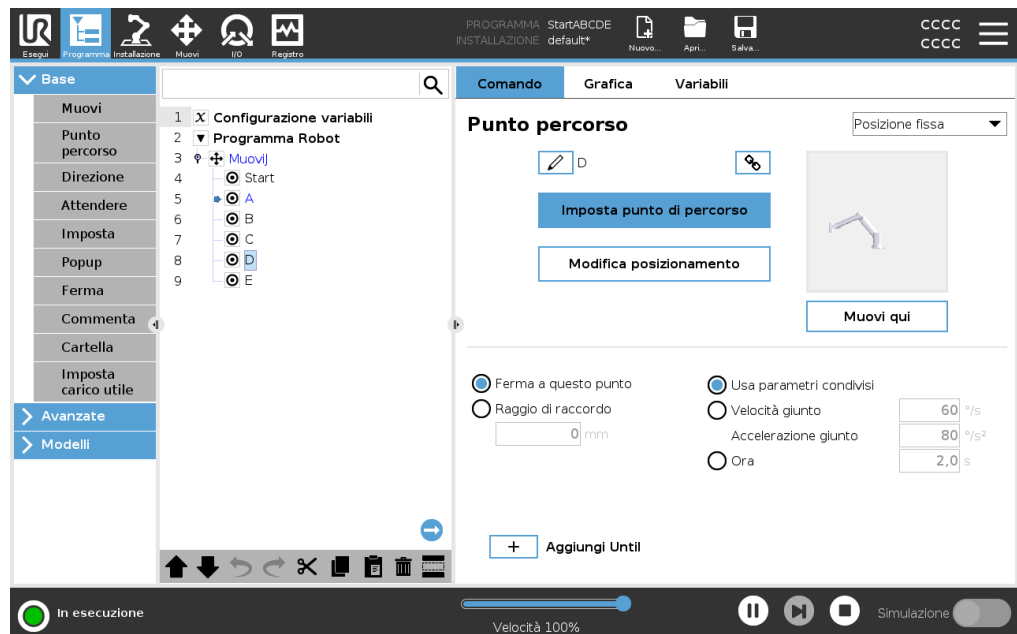 UR
PROGRAMMA StartABCDE
INSTALLAZIONE default*
Esegui Programma Installazione Muovi I/O Registro
Nuovo... Apri... Salva...
CCCC
CCCC
Base
Muovi
Punto
percorso
Direzione
Attendere
Imposta
Popup
Ferma
Commenta
Cartella
Imposta
carico utile
Avanzate
Modelli
1 X Configurazione variabili
2 Programma Robot
3 MuoviJ
4 Start
5 A
6 B
7 C
8 D
9 E
Comando Grafica Variabili
Punto percorso
Posizione fissa
D
Imposta punto di percorso
Modifica posizionamento
Muovi qui
Ferma a questo punto
Raggio di raccordo
0 mm
Usa parametri condivisi
Velocità giunto 60 °/s
Accelerazione giunto 80 °/s²
Ora 2,0 s
+ Aggiungi Until
In esecuzione
Velocità 100%
Simulazione